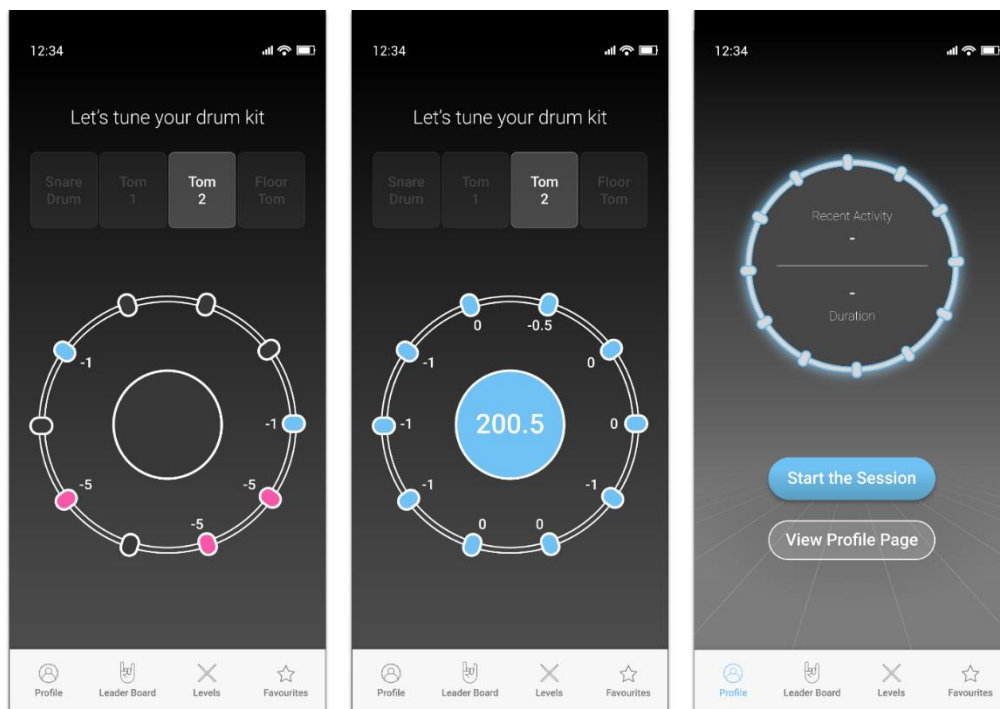 12:34
Let's tune your drum kit
Snare
Drum
Tom
1
Tom
2
Floor
Tom
-1
-1
-5
-5
-5
Profile
Leader Board
Levels
Favourites
12:34
Let's tune your drum kit
Snare
Drum
Tom
1
Tom
2
Floor
Tom
0
-0.5
-1
0
-1
200.5
0
-1
-1
0
0
Profile
Leader Board
Levels
Favourites
12:34
Recent Activity
-
-
Duration
Start the Session
View Profile Page
Profile
Leader Board
Levels
Favourites